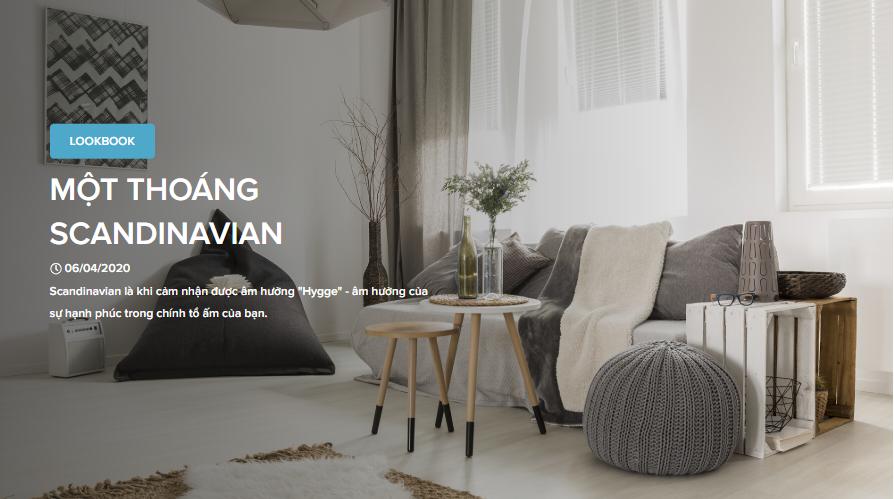 LOOKBOOK
MỘT THOÁNG
SCANDINAVIAN
06/04/2020
Scandinavian là khi cảm nhận được âm hưởng "Hygge" - âm hưởng của
sự hạnh phúc trong chính tổ ấm của bạn.